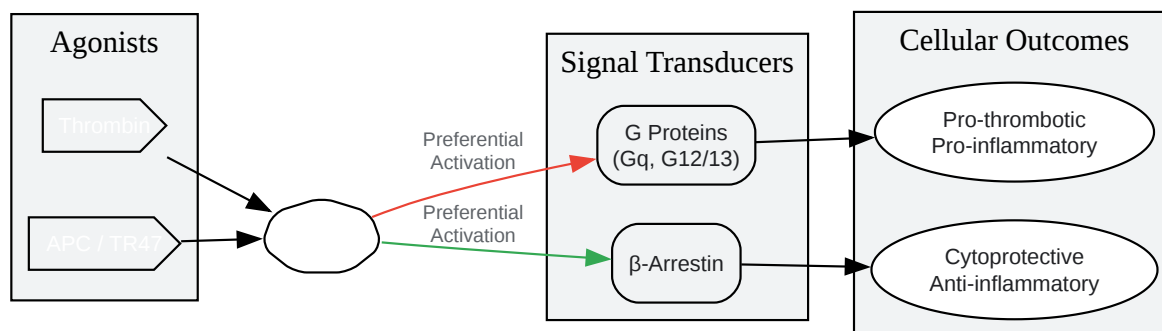 Agonists
Thrombin
APC / TR47
Preferential
Activation
Preferential
Activation
Signal Transducers
G Proteins
(Gq, G12/13)
β-Arrestin
Cellular Outcomes
Pro-thrombotic
Pro-inflammatory
Cytoprotective
Anti-inflammatory